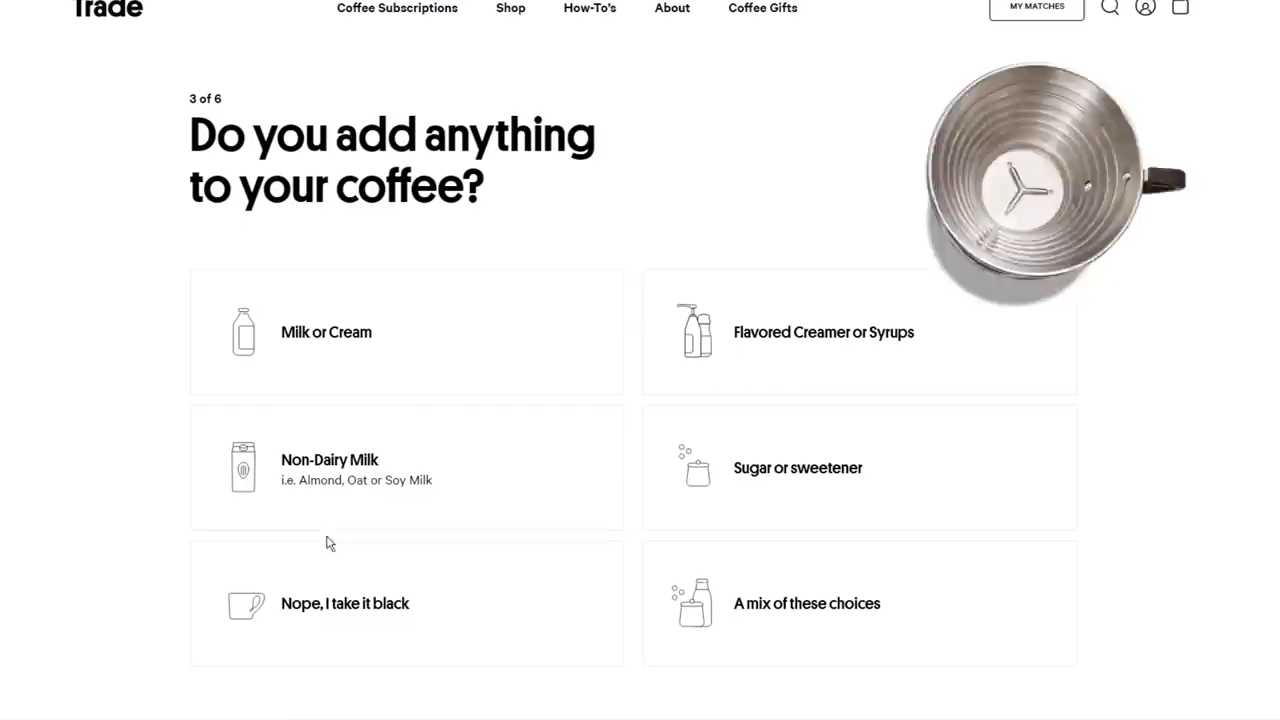 Trade
Coffee Subscriptions
Shop
How-To's
About
Coffee Gifts
MY MATCHES
3 of 6
Do you add anything
to your coffee?
Milk or Cream
Flavored Creamer or Syrups
Non-Dairy Milk
i.e. Almond, Oat or Soy Milk
Sugar or sweetener
Nope, I take it black
A mix of these choices